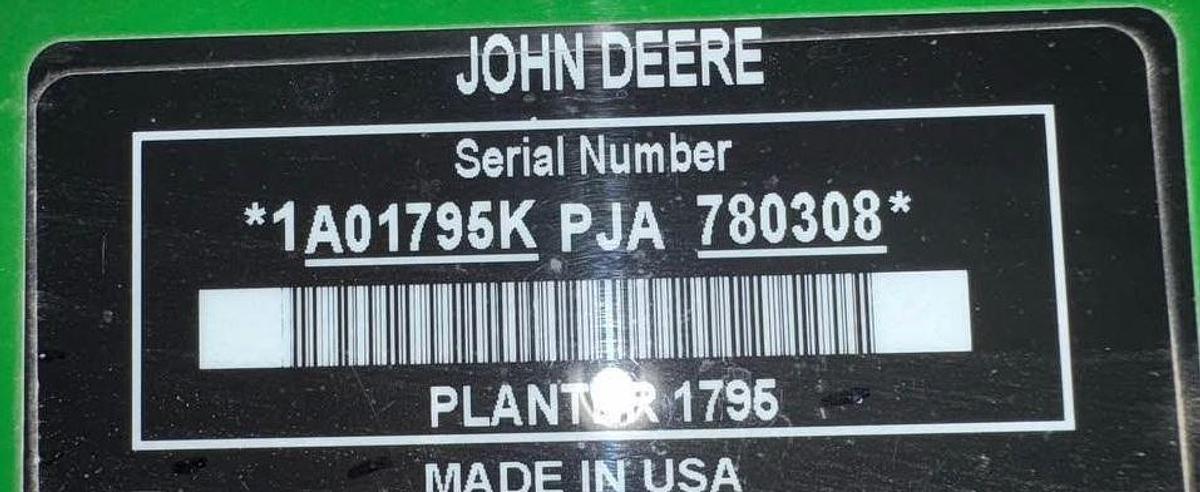 JOHN DEERE
Serial Number
*1A01795K PJA 780308*
PLANTER 1795
MADE IN USA